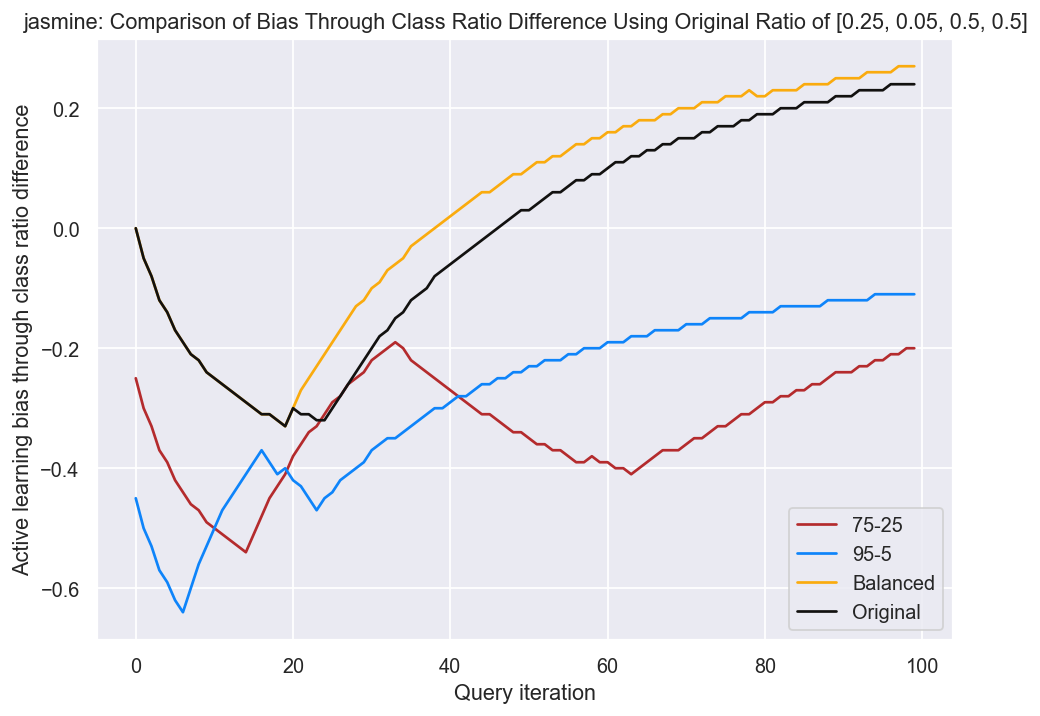 jasmine: Comparison of Bias Through Class Ratio Difference Using Original Ratio of [0.25, 0.05, 0.5, 0.5]
Active learning bias through class ratio difference
0.2
0.0
−0.2
−0.4
−0.6
75-25
95-5
Balanced
Original
0 20 40 60 80 100
Query iteration